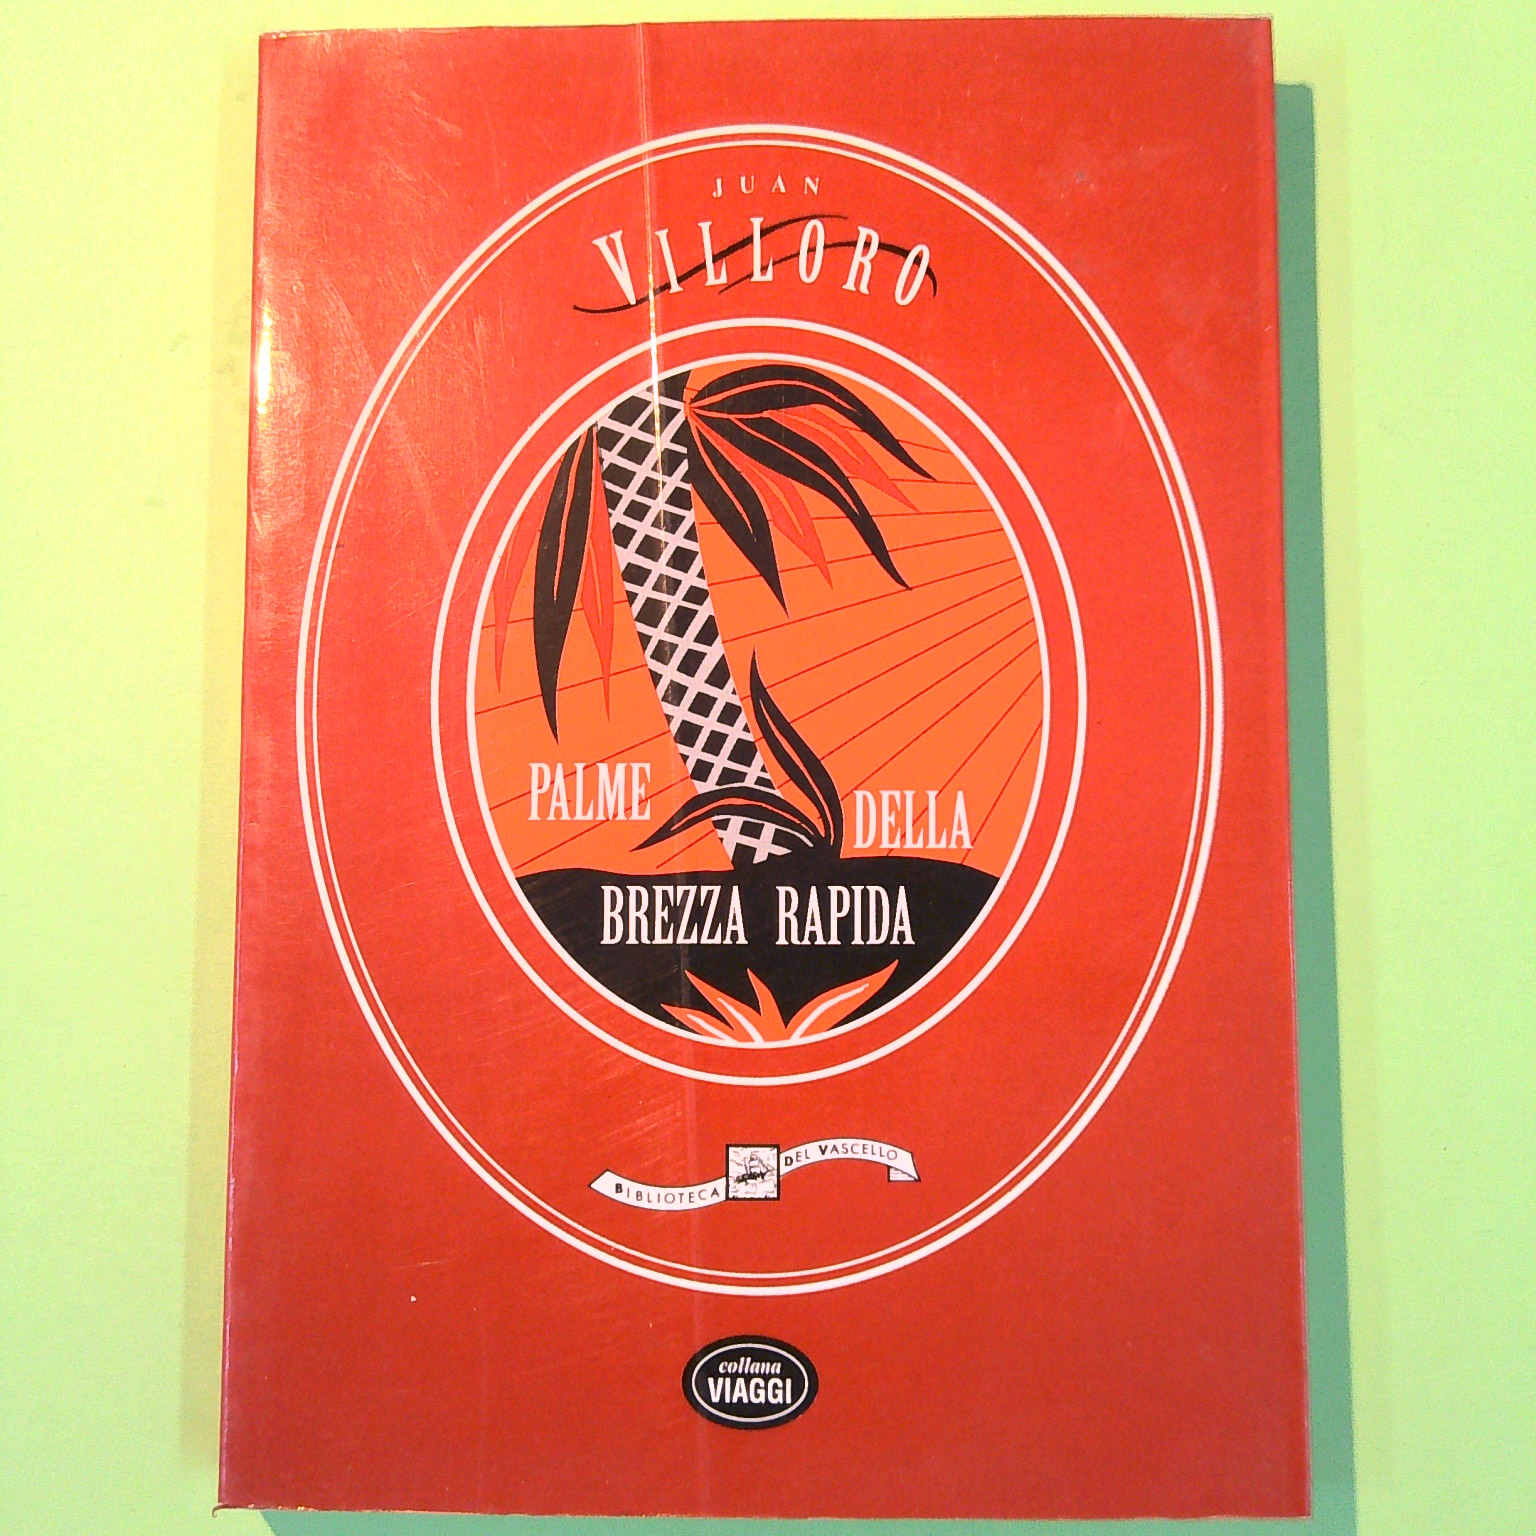 JUAN
VILLORO
PALME DELLA
BREZZA RAPIDA
BIBLIOTECA DEL VASCELLO
collana
VIAGGI